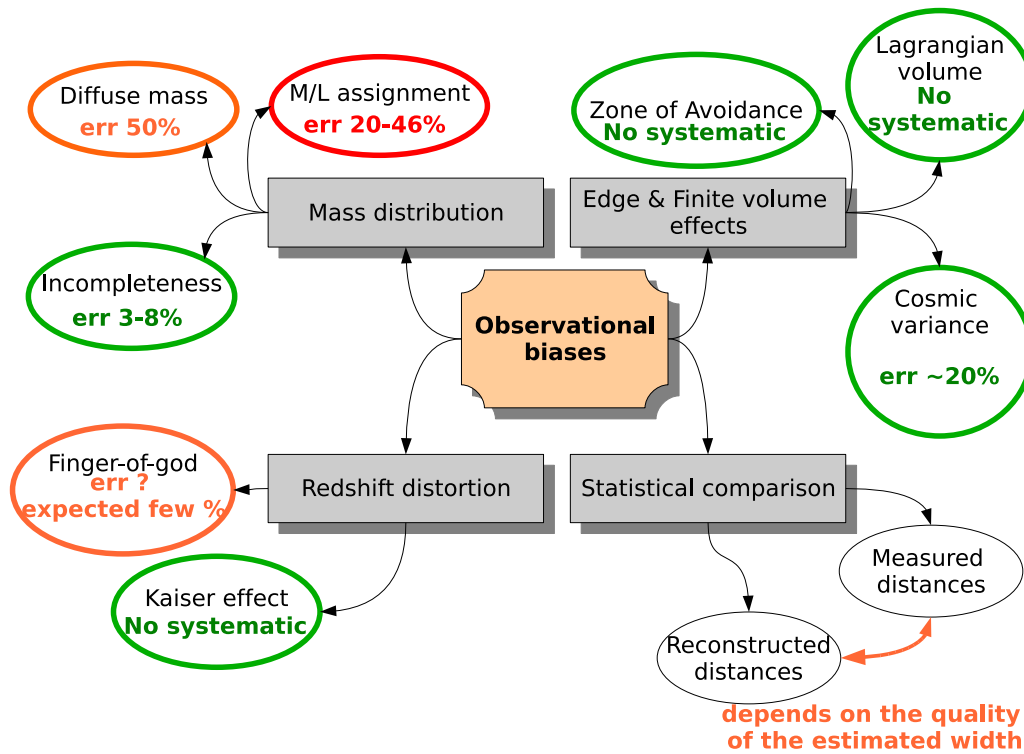 Diffuse mass
err 50%
M/L assignment
err 20-46%
Zone of Avoidance
No systematic
Lagrangian
volume
No
systematic
Mass distribution
Edge & Finite volume
effects
Incompleteness
err 3-8%
Observational
biases
Cosmic
variance
err ~20%
Finger-of-god
err ?
expected few %
Redshift distortion
Statistical comparison
Kaiser effect
No systematic
Measured
distances
Reconstructed
distances
depends on the quality
of the estimated width